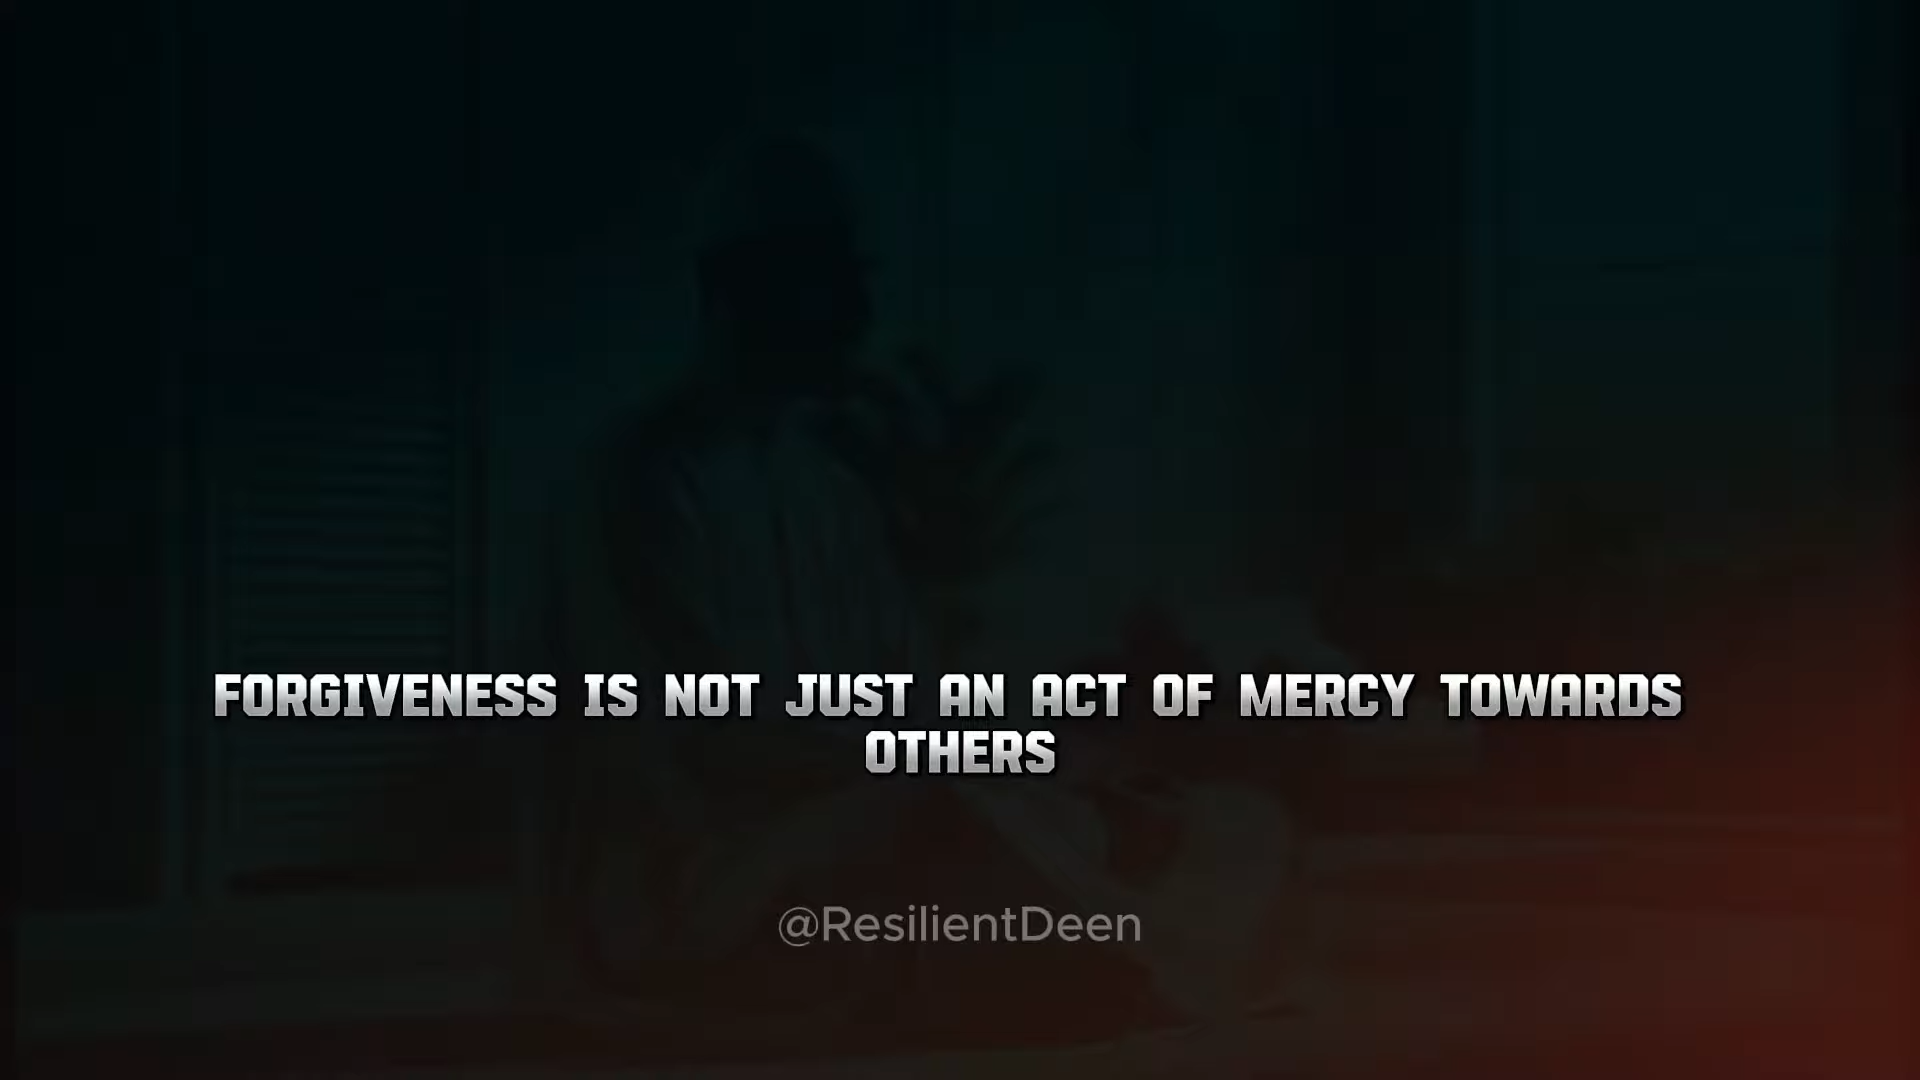 FORGIVENESS IS NOT JUST AN ACT OF MERCY TOWARDS
OTHERS
@ResilientDeen